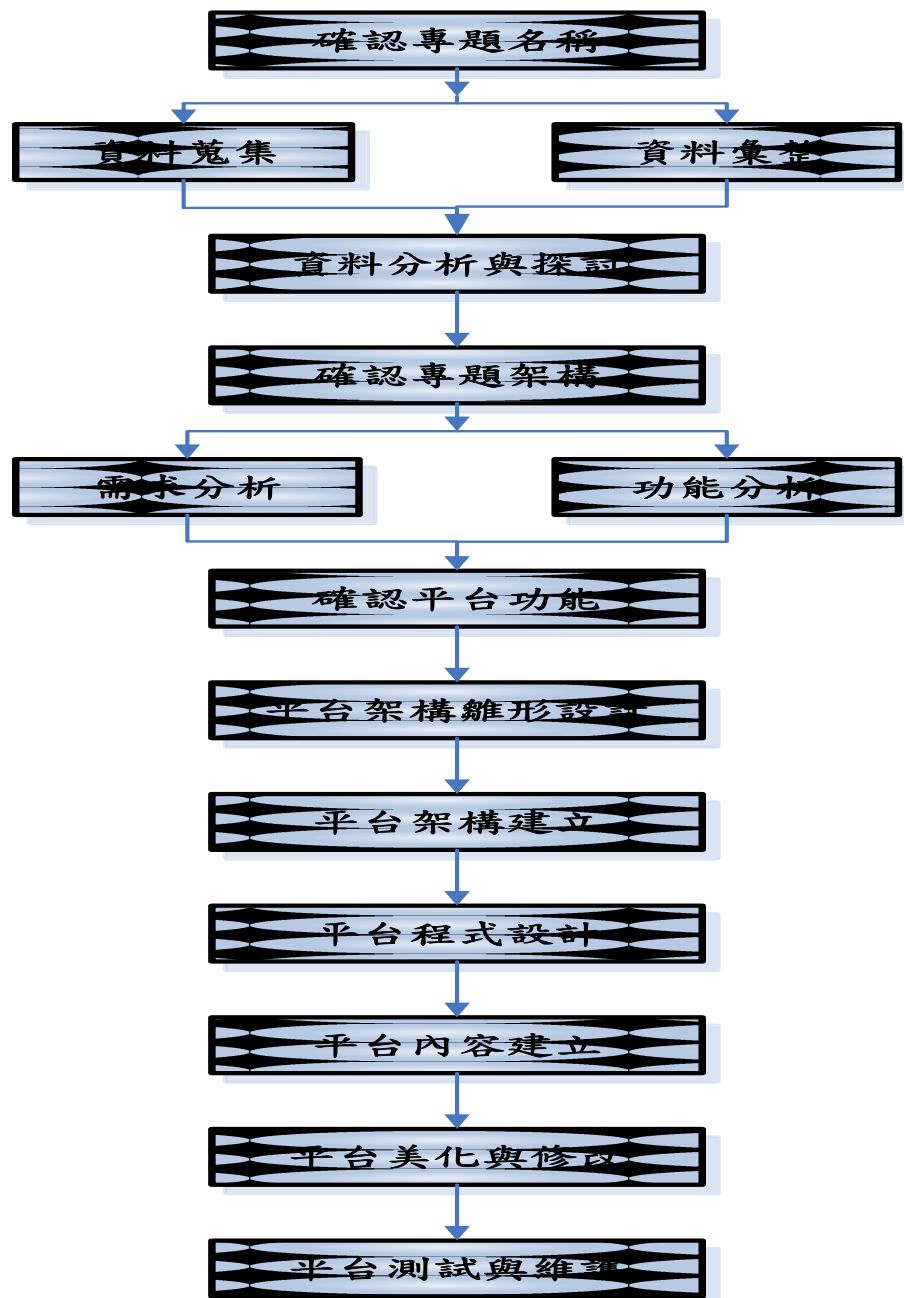 確認專題名稱
資料蒐集
資料彙整
資料分析與探討
確認專題架構
需求分析
功能分析
確認平台功能
平台架構雛形設計
平台架構建立
平台程式設計
平台內容建立
平台美化與修改
平台測試與維護